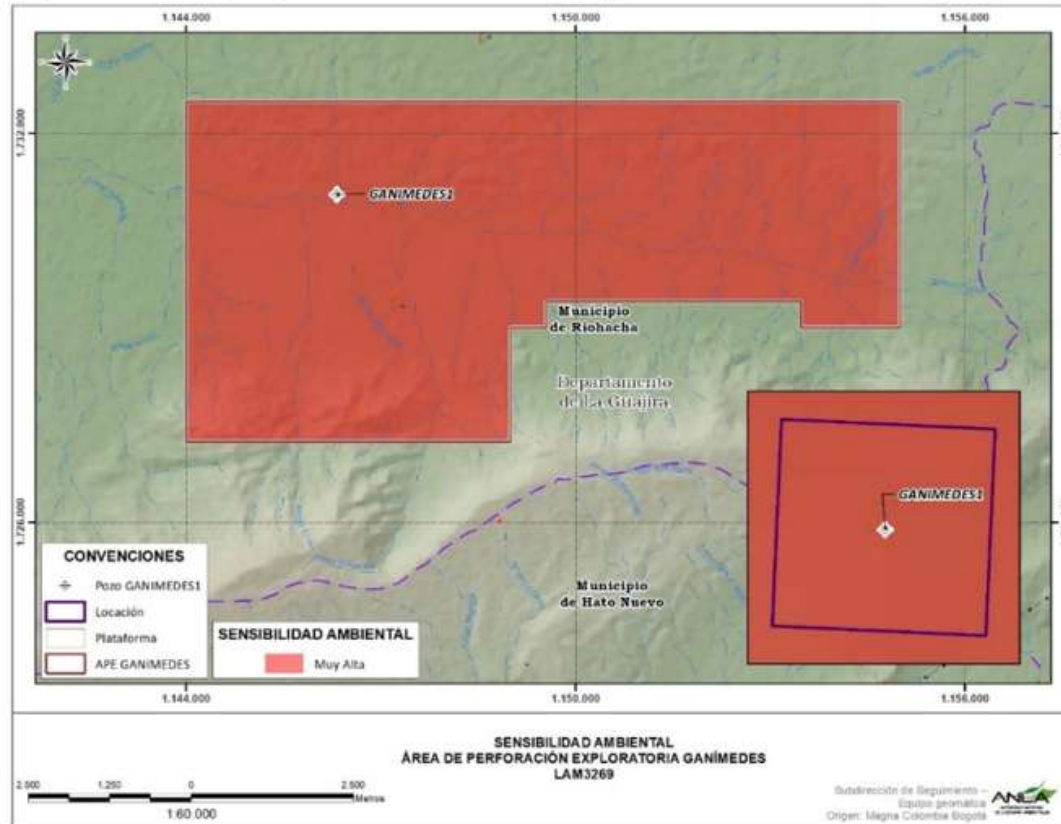 1.144.000
1.150.000
1.156.000
1.732.000
GANIMEDES1
Municipio
de Riohacha
Departamento
de La Guajira
GANIMEDES1
1.726.000
Municipio
de Hato Nuevo
CONVENCIONES
Pozo GANIMEDES1
Locación
Plataforma
APE GANIMEDES
SENSIBILIDAD AMBIENTAL
Muy Alta
1.144.000
1.150.000
1.156.000
SENSIBILIDAD AMBIENTAL
ÁREA DE PERFORACIÓN EXPLORATORIA GANÍMEDES
LAM3269
1.250
0
2.500
Metros
1:60.000
Subdirección de Seguimiento –
Equipo geomática
Origen: Magna Colombia Bogotá
ANLA